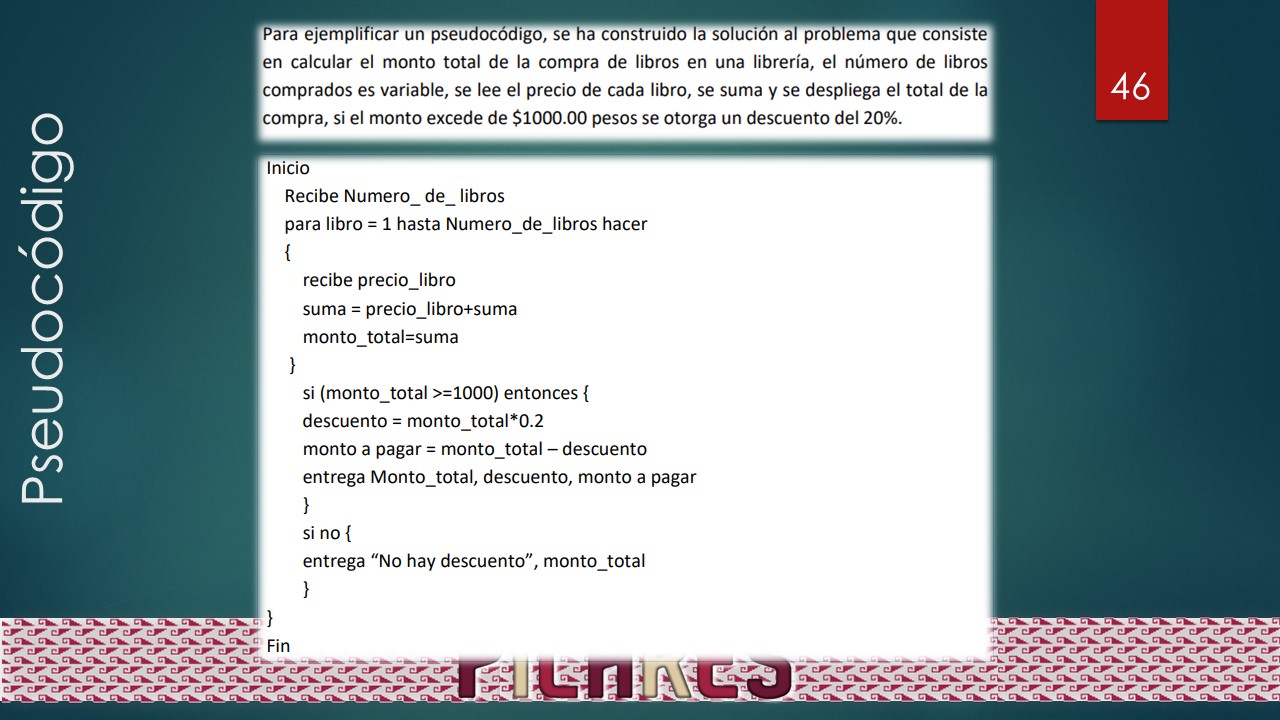 Para ejemplificar un pseudocódigo, se ha construido la solución al problema que consiste
en calcular el monto total de la compra de libros en una librería, el número de libros
comprados es variable, se lee el precio de cada libro, se suma y se despliega el total de la
compra, si el monto excede de $1000.00 pesos se otorga un descuento del 20%.
46
Pseudocódigo
Inicio
Recibe Numero_ de_ libros
para libro = 1 hasta Numero_de_libros hacer
{
recibe precio_libro
suma = precio_libro+suma
monto_total=suma
}
si (monto_total >=1000) entonces {
descuento = monto_total*0.2
monto a pagar = monto_total – descuento
entrega Monto_total, descuento, monto a pagar
}
si no {
entrega “No hay descuento”, monto_total
}
}
Fin
PILARES